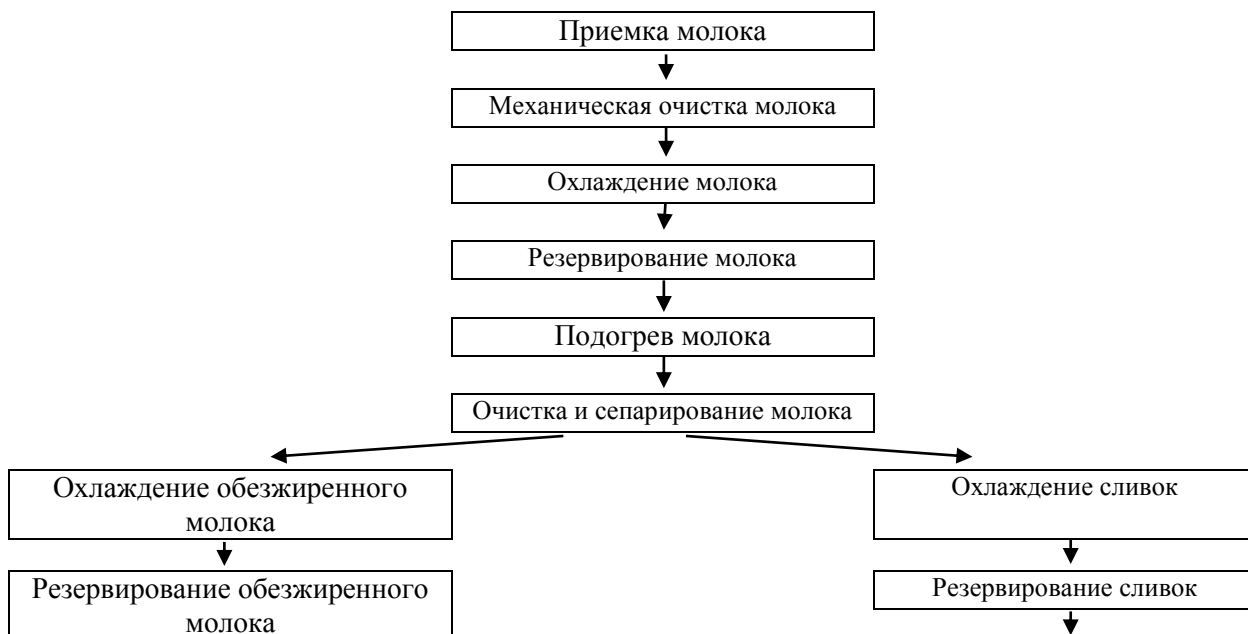 Приемка молока
Механическая очистка молока
Охлаждение молока
Резервирование молока
Подогрев молока
Очистка и сепарирование молока
Охлаждение обезжиренного
молока
Охлаждение сливок
Резервирование обезжиренного
молока
Резервирование сливок